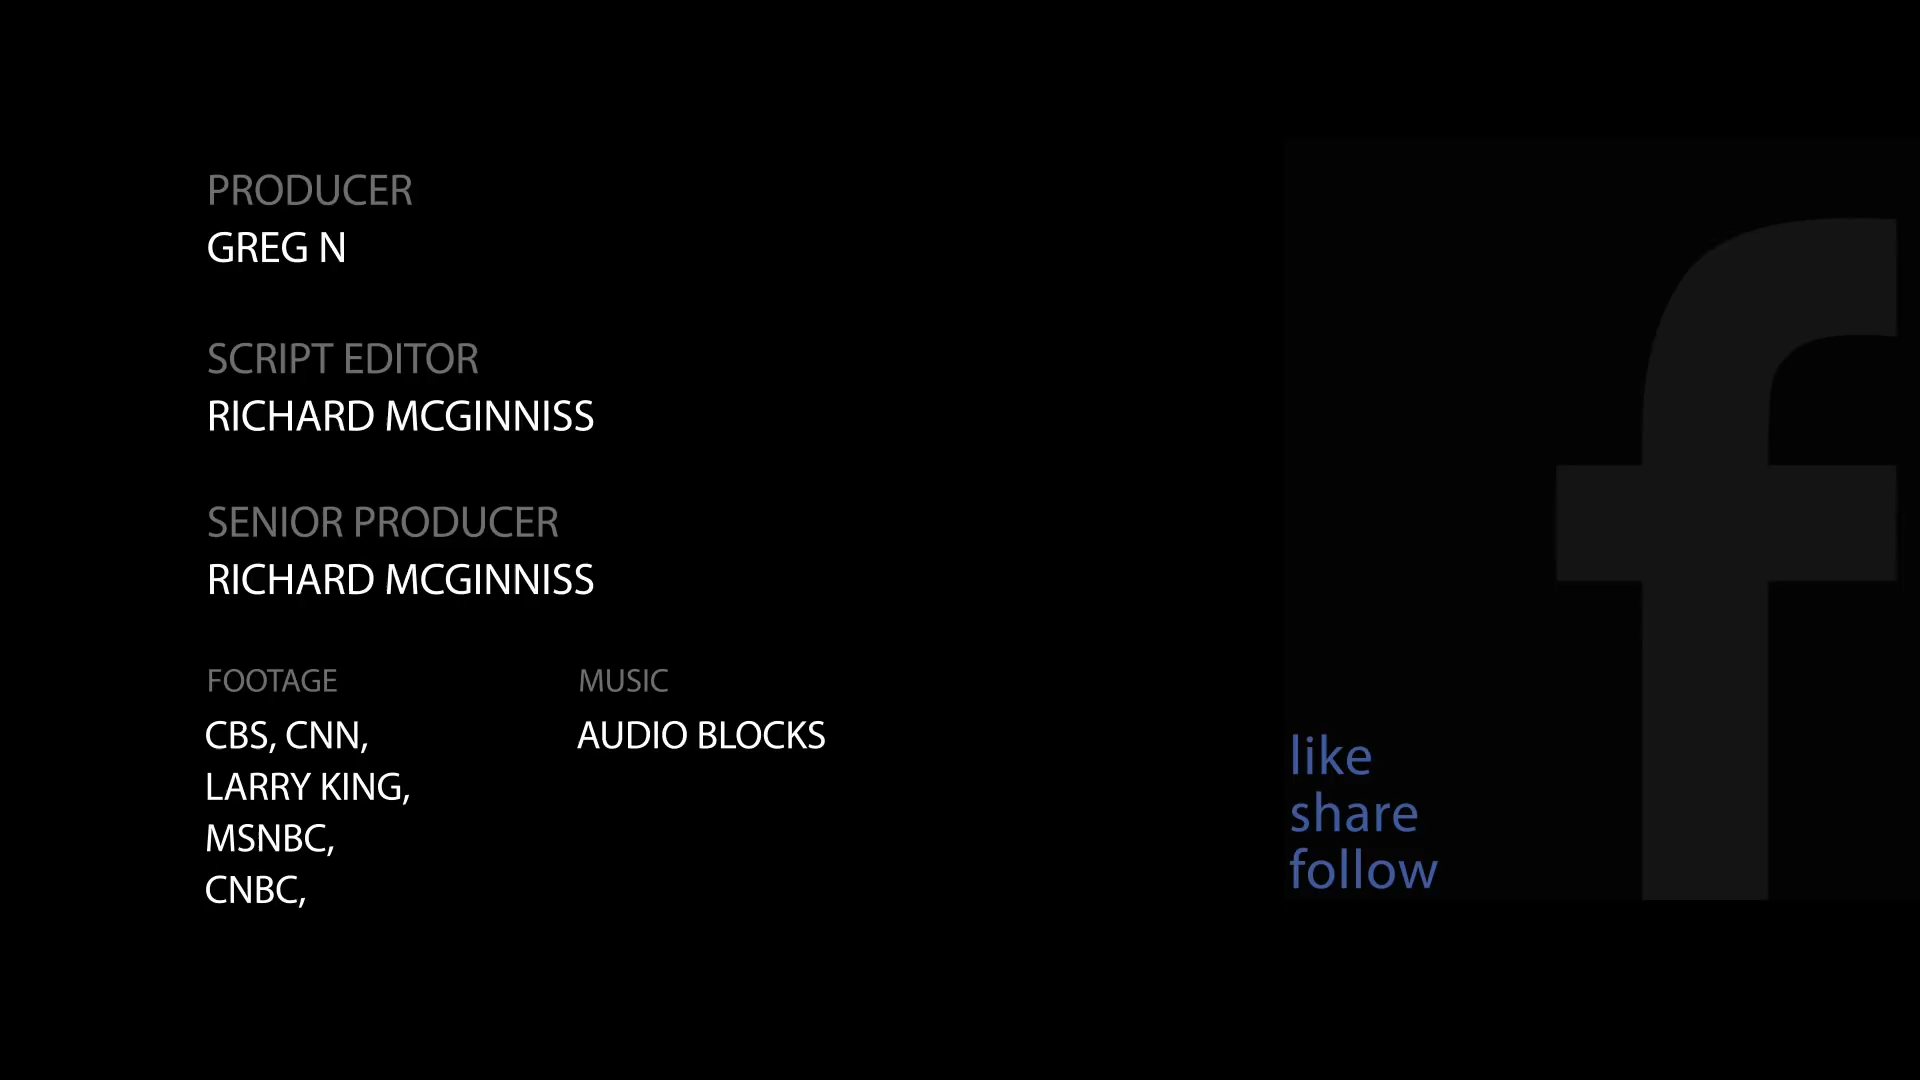 PRODUCER
GREG N
SCRIPT EDITOR
RICHARD MCGINNISS
SENIOR PRODUCER
RICHARD MCGINNISS
FOOTAGE
CBS, CNN,
LARRY KING,
MSNBC,
CNBC,
MUSIC
AUDIO BLOCKS
like
share
follow
f